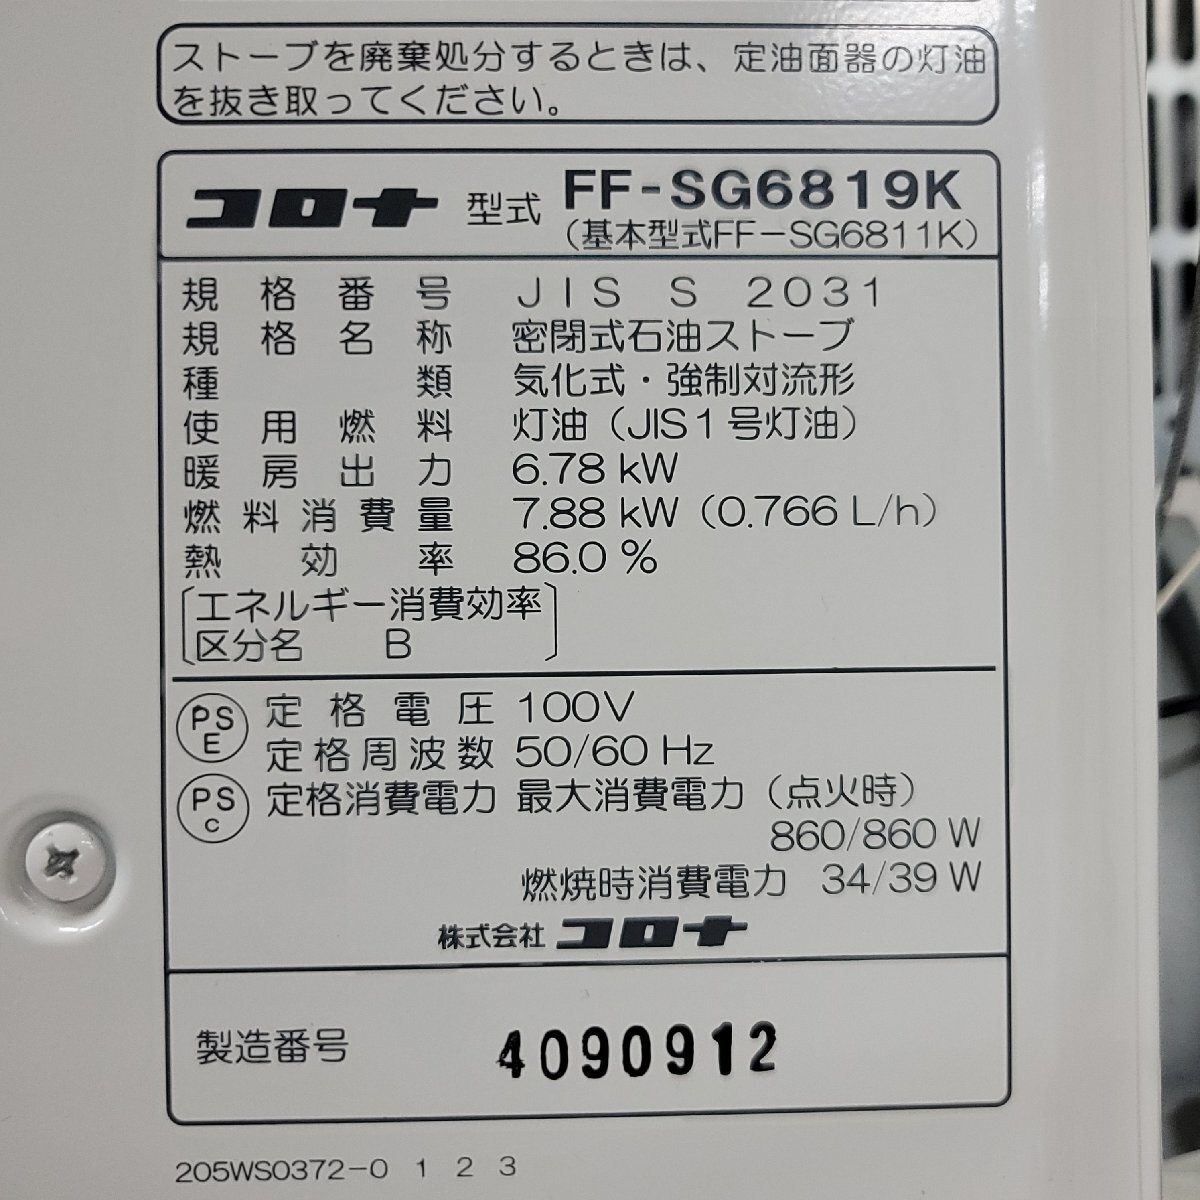 ストーブを廃棄処分するときは、定油面器の灯油
を抜き取ってください。
コロナ 型式 FF-SG6819K
(基本型式FF-SG6811K)
規格番号 JIS S 2031
規格名称 密閉式石油ストーブ
種類 気化式・強制対流形
使用燃料 灯油(JIS1号灯油)
暖房出力 6.78 kW
燃料消費量 7.88 kW (0.766 L/h)
熱効率 86.0 %
エネルギー消費効率
区分名 B
PSE 定格電圧 100V
定格周波数 50/60 Hz
PSC 定格消費電力 最大消費電力(点火時)
860/860 W
燃焼時消費電力 34/39 W
株式会社 コロナ
製造番号 4090912
205WS0372-0 1 2 3